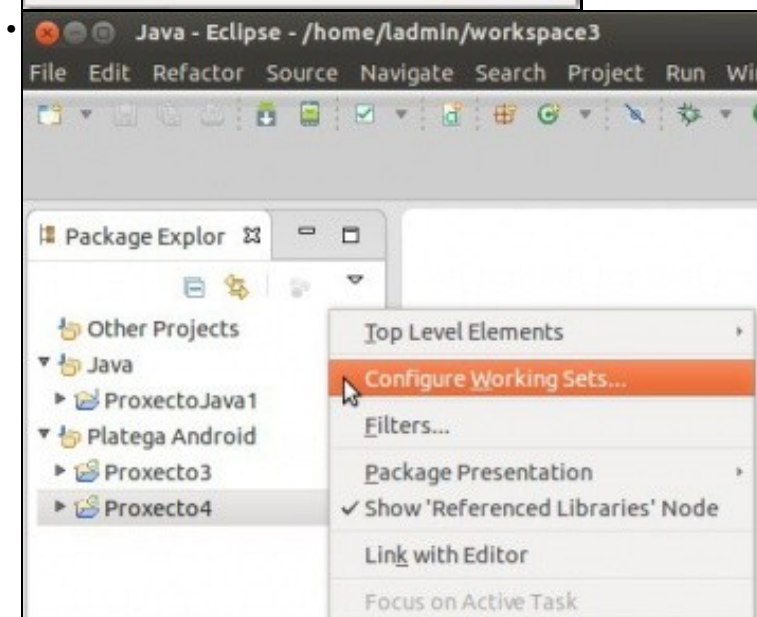 Java - Eclipse - /home/ladmin/workspace3
File Edit Refactor Source Navigate Search Project Run
Package Explor
Other Projects
Java
ProxectoJava1
Platega Android
Proxecto3
Proxecto4
Top Level Elements
Configure Working Sets...
Filters...
Package Presentation
✓ Show 'Referenced Libraries' Node
Link with Editor
Focus on Active Task